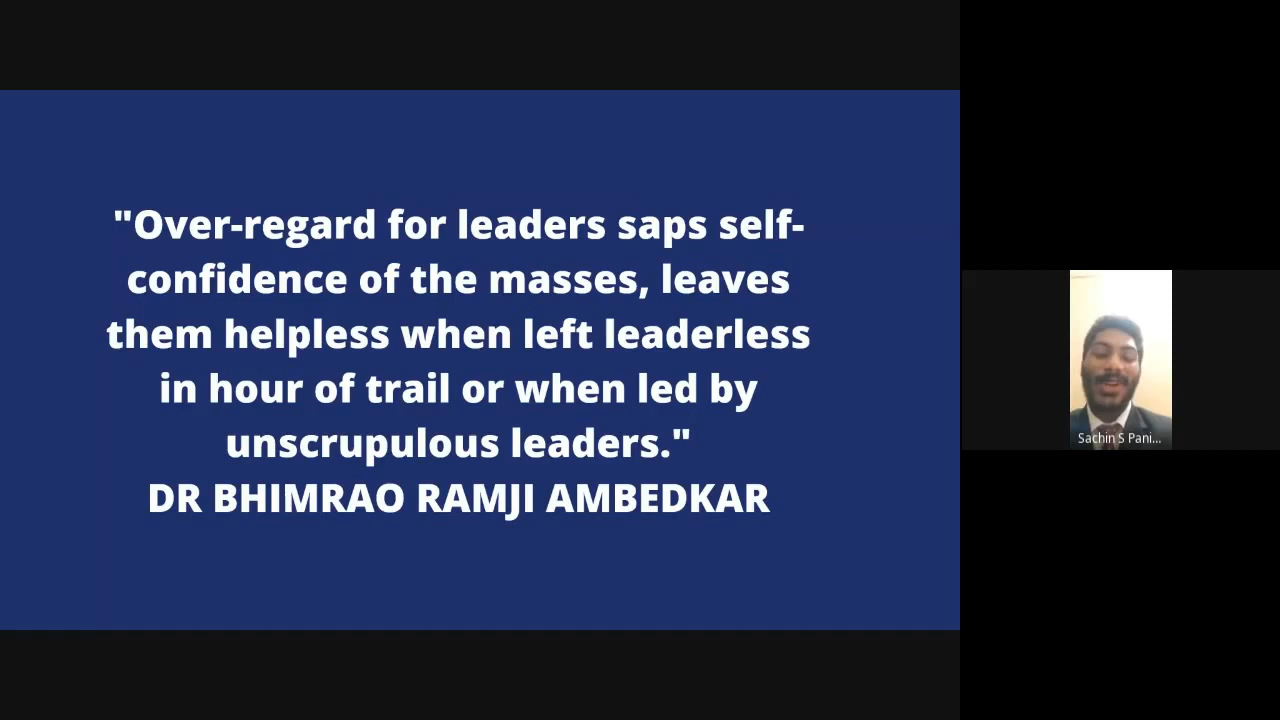 "Over-regard for leaders saps self-
confidence of the masses, leaves
them helpless when left leaderless
in hour of trail or when led by
unscrupulous leaders."
DR BHIMRAO RAMJI AMBEDKAR
Sachin S Pani...